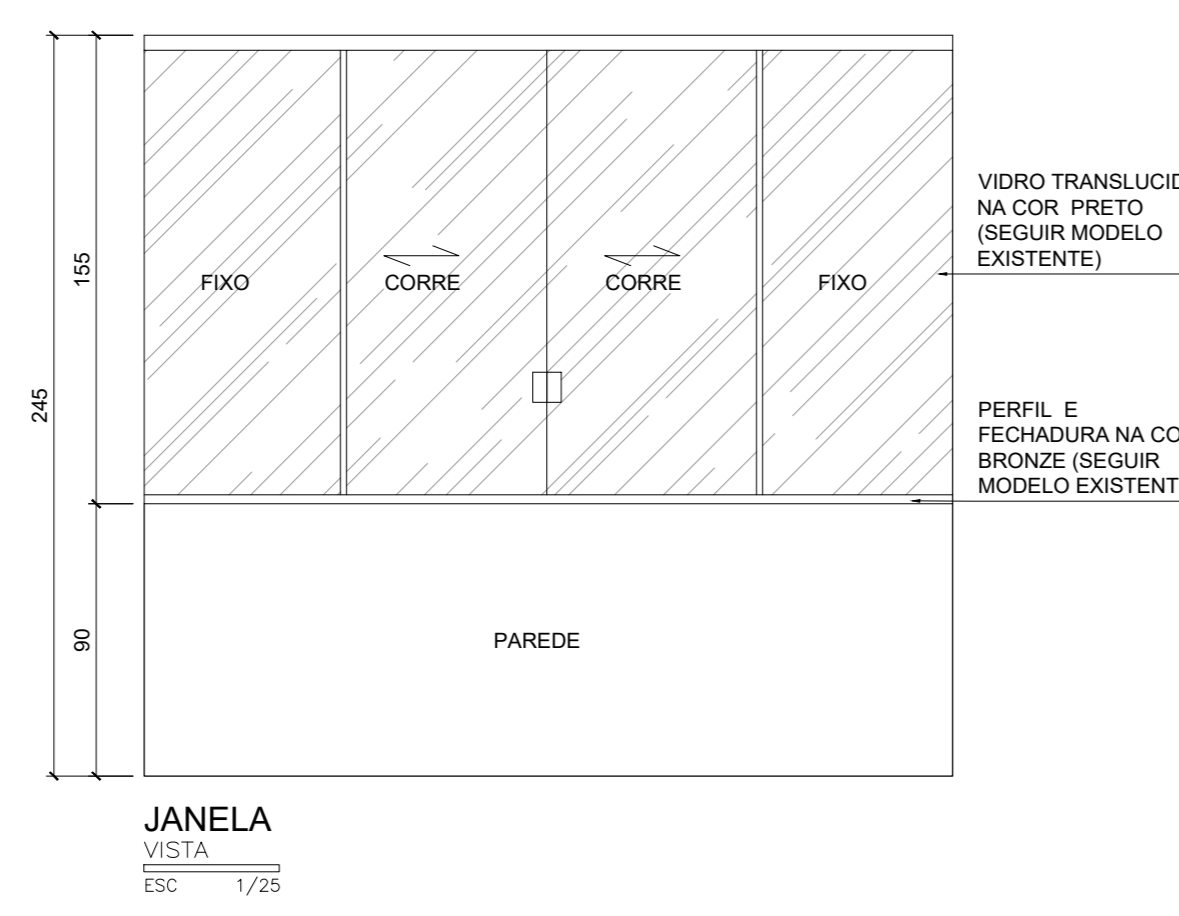 155
245
90
FIXO
CORRE
CORRE
FIXO
VIDRO TRANSLUCID
NA COR PRETO
(SEGUIR MODELO
EXISTENTE)
PERFIL E
FECHADURA NA CO
BRONZE (SEGUIR
MODELO EXISTENT
PAREDE
JANELA
VISTA
ESC 1/25